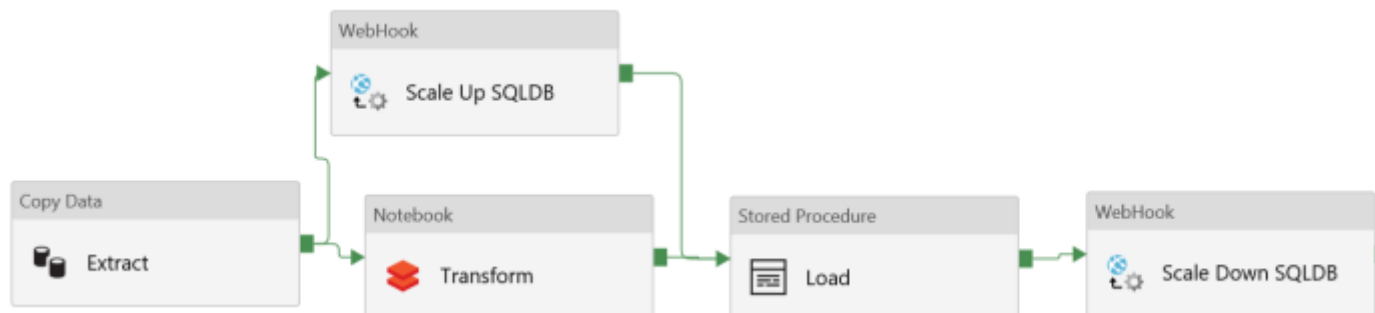 WebHook
Scale Up SQLDB
Copy Data
Extract
Notebook
Transform
Stored Procedure
Load
WebHook
Scale Down SQLDB